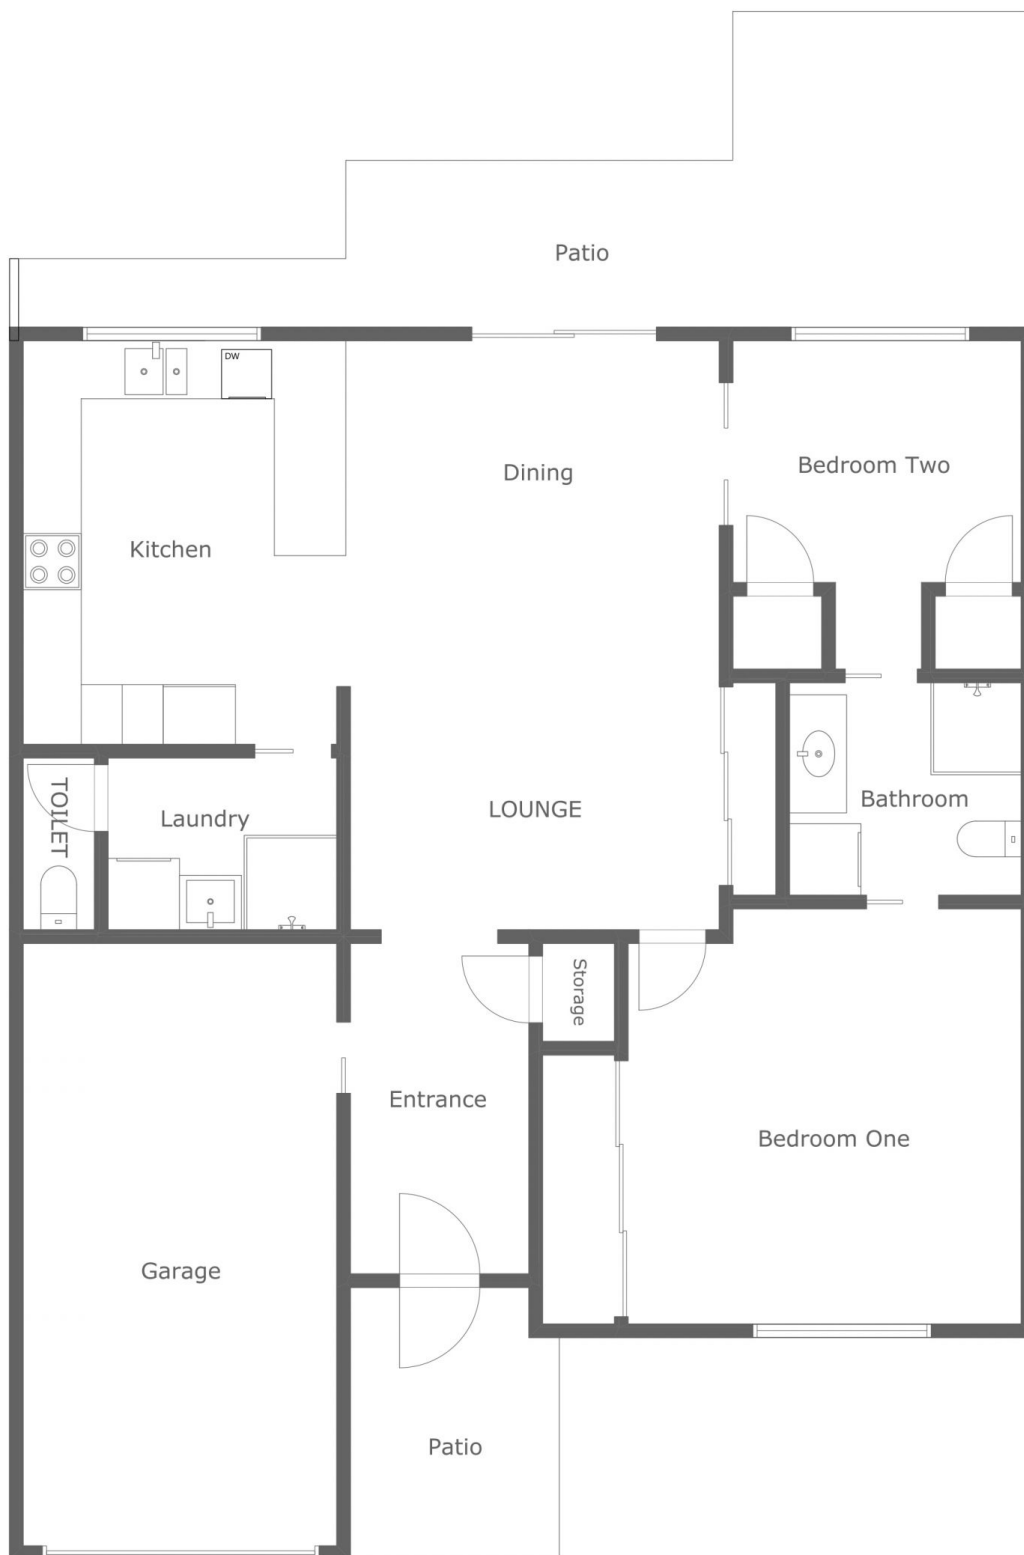 Patio
DW
Dining
Bedroom Two
Kitchen
TOILET
Laundry
LOUNGE
Bathroom
Storage
Entrance
Bedroom One
Garage
Patio